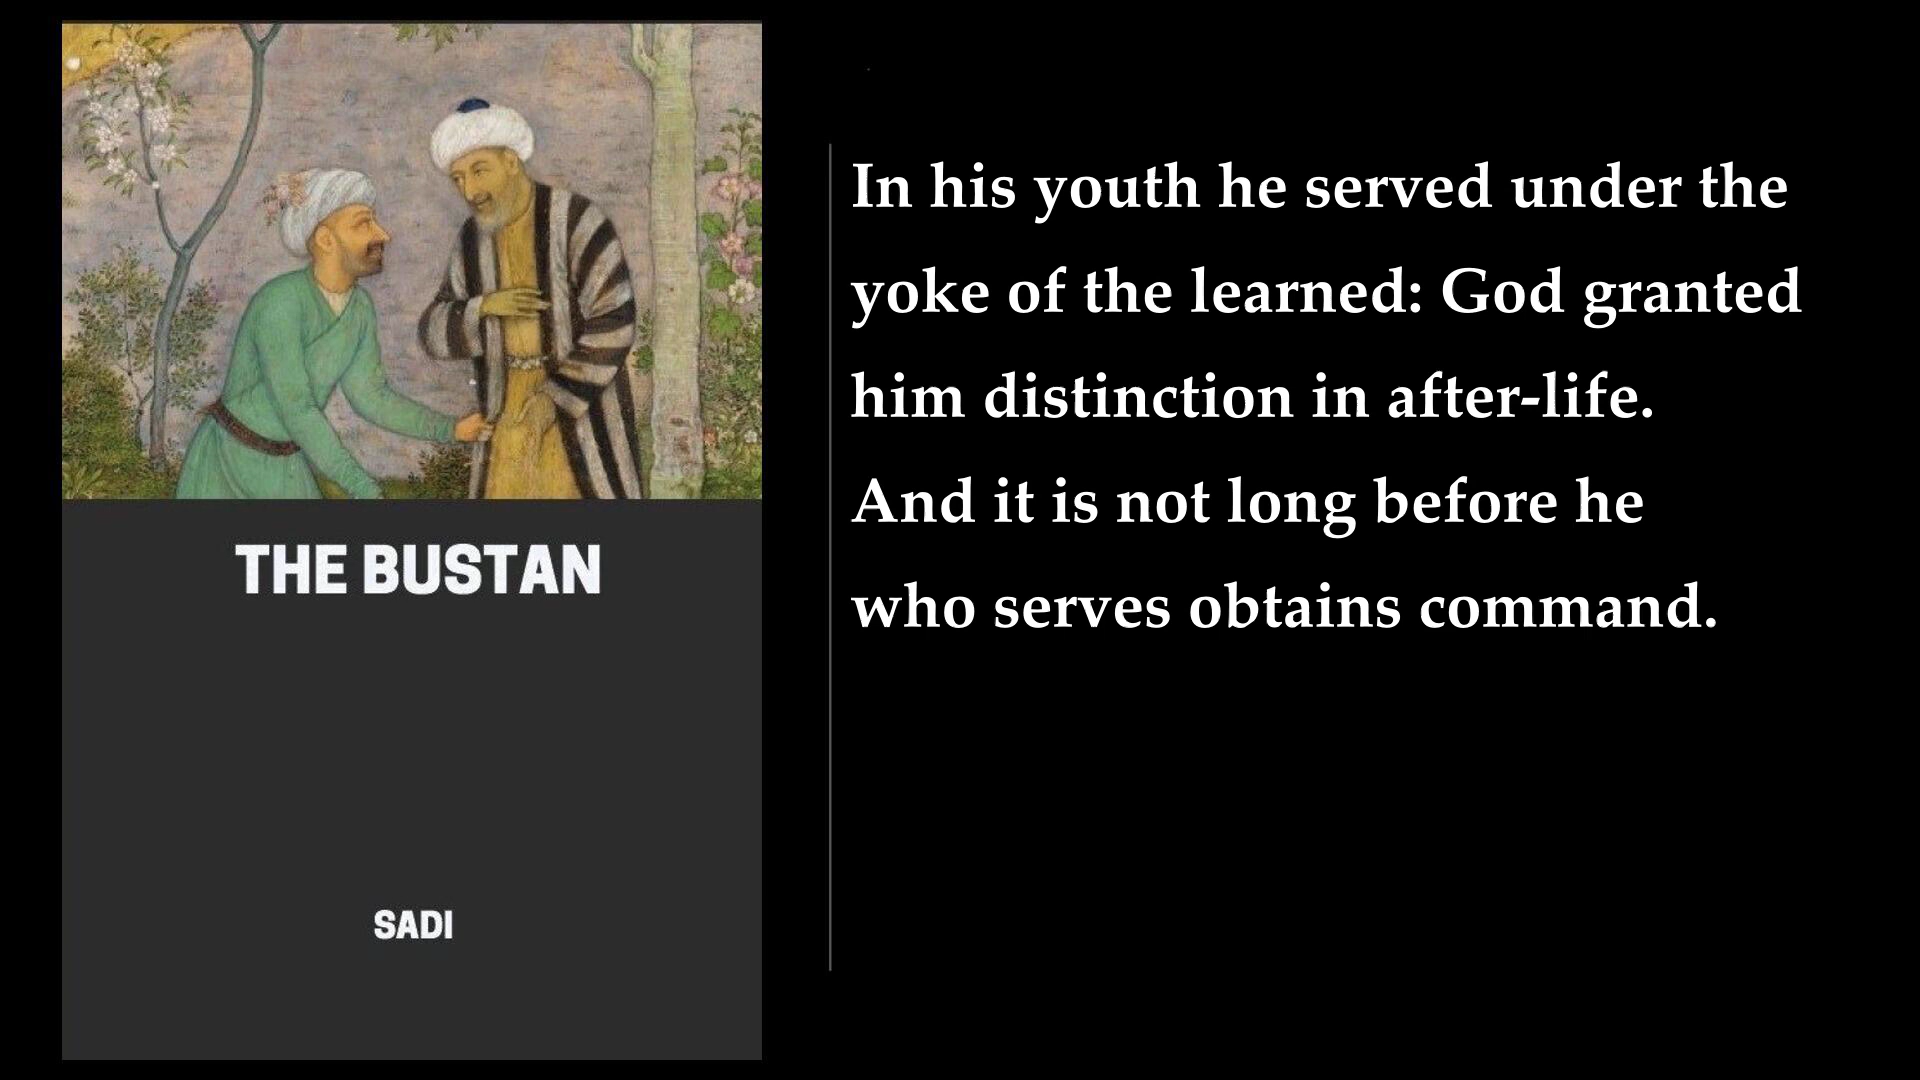 THE BUSTAN
SADI
In his youth he served under the
yoke of the learned: God granted
him distinction in after-life.
And it is not long before he
who serves obtains command.